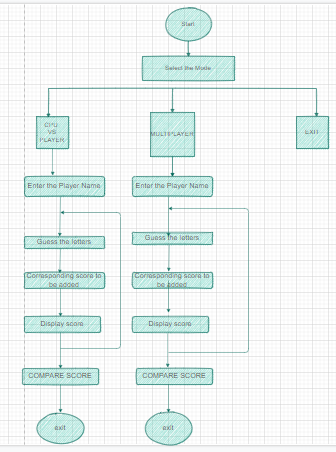 Start
Select the Mode.
CPU
VS
PLAYER
MULTIPLAYER
EXIT
Enter the Player Name
Enter the Player Name
Guess the letters
Guess the letters
Corresponding score to
be added
Corresponding score to
be added
Display score
Display score
COMPARE SCORE
COMPARE SCORE
exit
exit